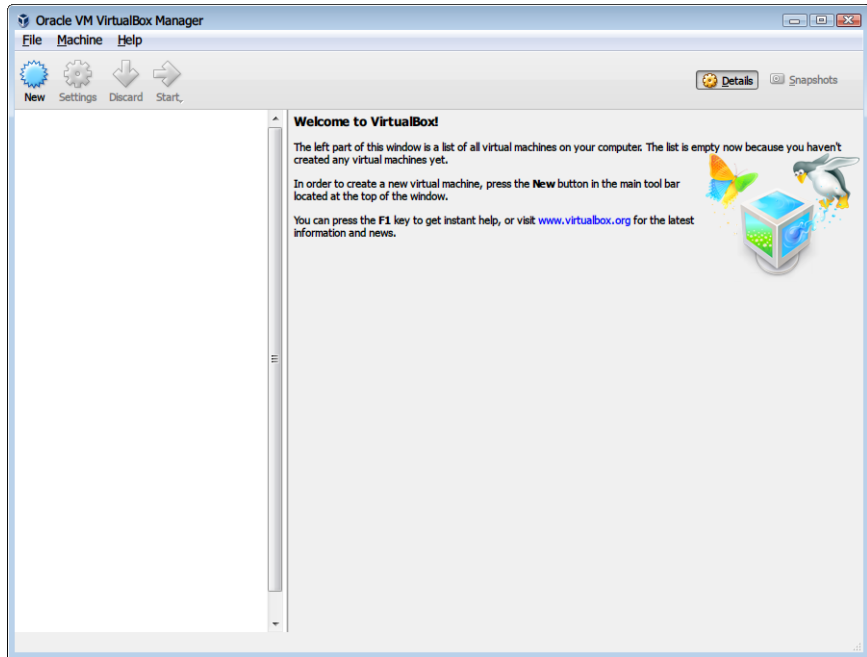 Oracle VM VirtualBox Manager
File Machine Help
New Settings Discard Start,
Details Snapshots
Welcome to VirtualBox!
The left part of this window is a list of all virtual machines on your computer. The list is empty now because you haven't
created any virtual machines yet.
In order to create a new virtual machine, press the New button in the main tool bar
located at the top of the window.
You can press the F1 key to get instant help, or visit www.virtualbox.org for the latest
information and news.